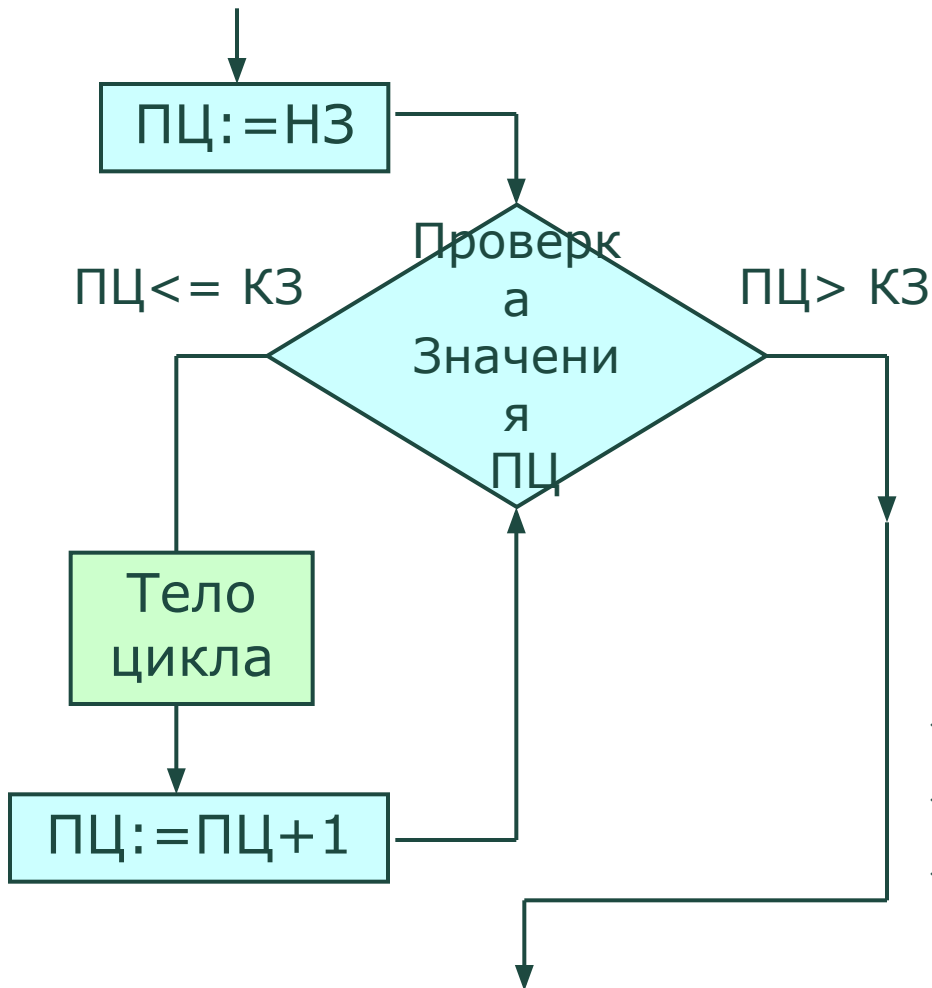 ПЦ:=НЗ
ПЦ<= КЗ
Проверк
а
Значени
я
ПЦ
ПЦ> КЗ
Тело
цикла
ПЦ:=ПЦ+1